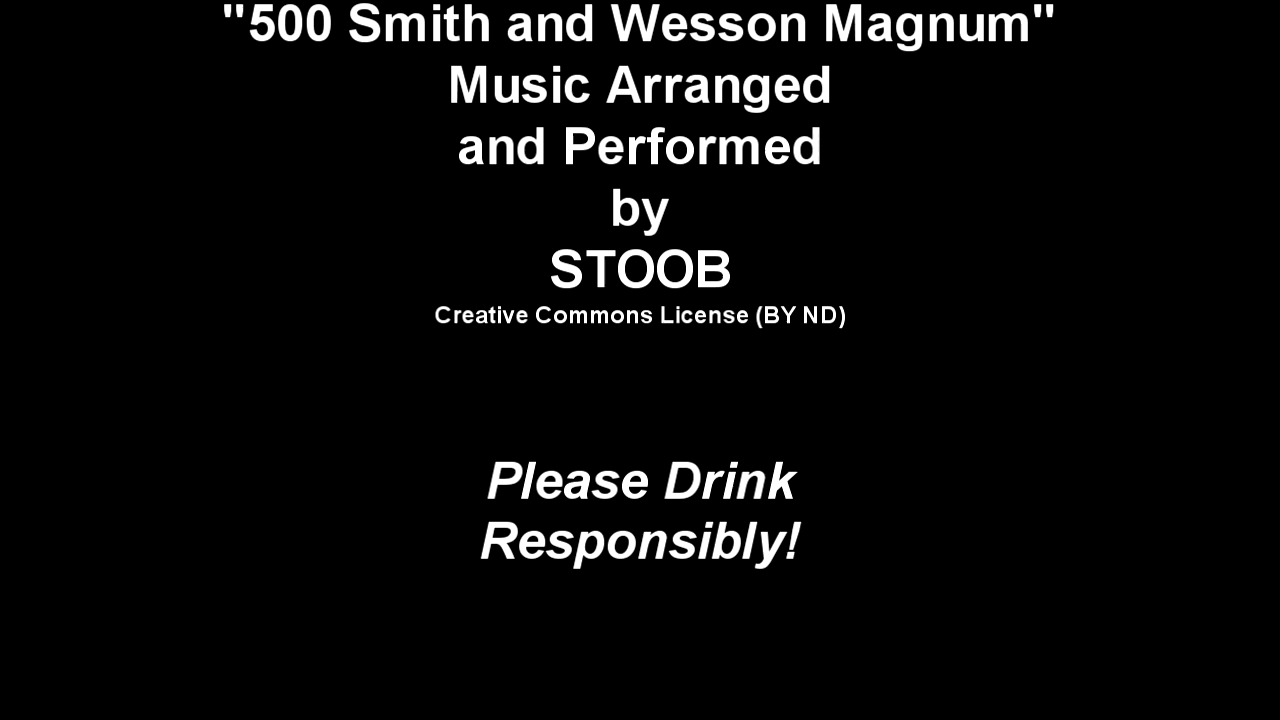 "500 Smith and Wesson Magnum"
Music Arranged
and Performed
by
STOOB
Creative Commons License (BY ND)
Please Drink
Responsibly!